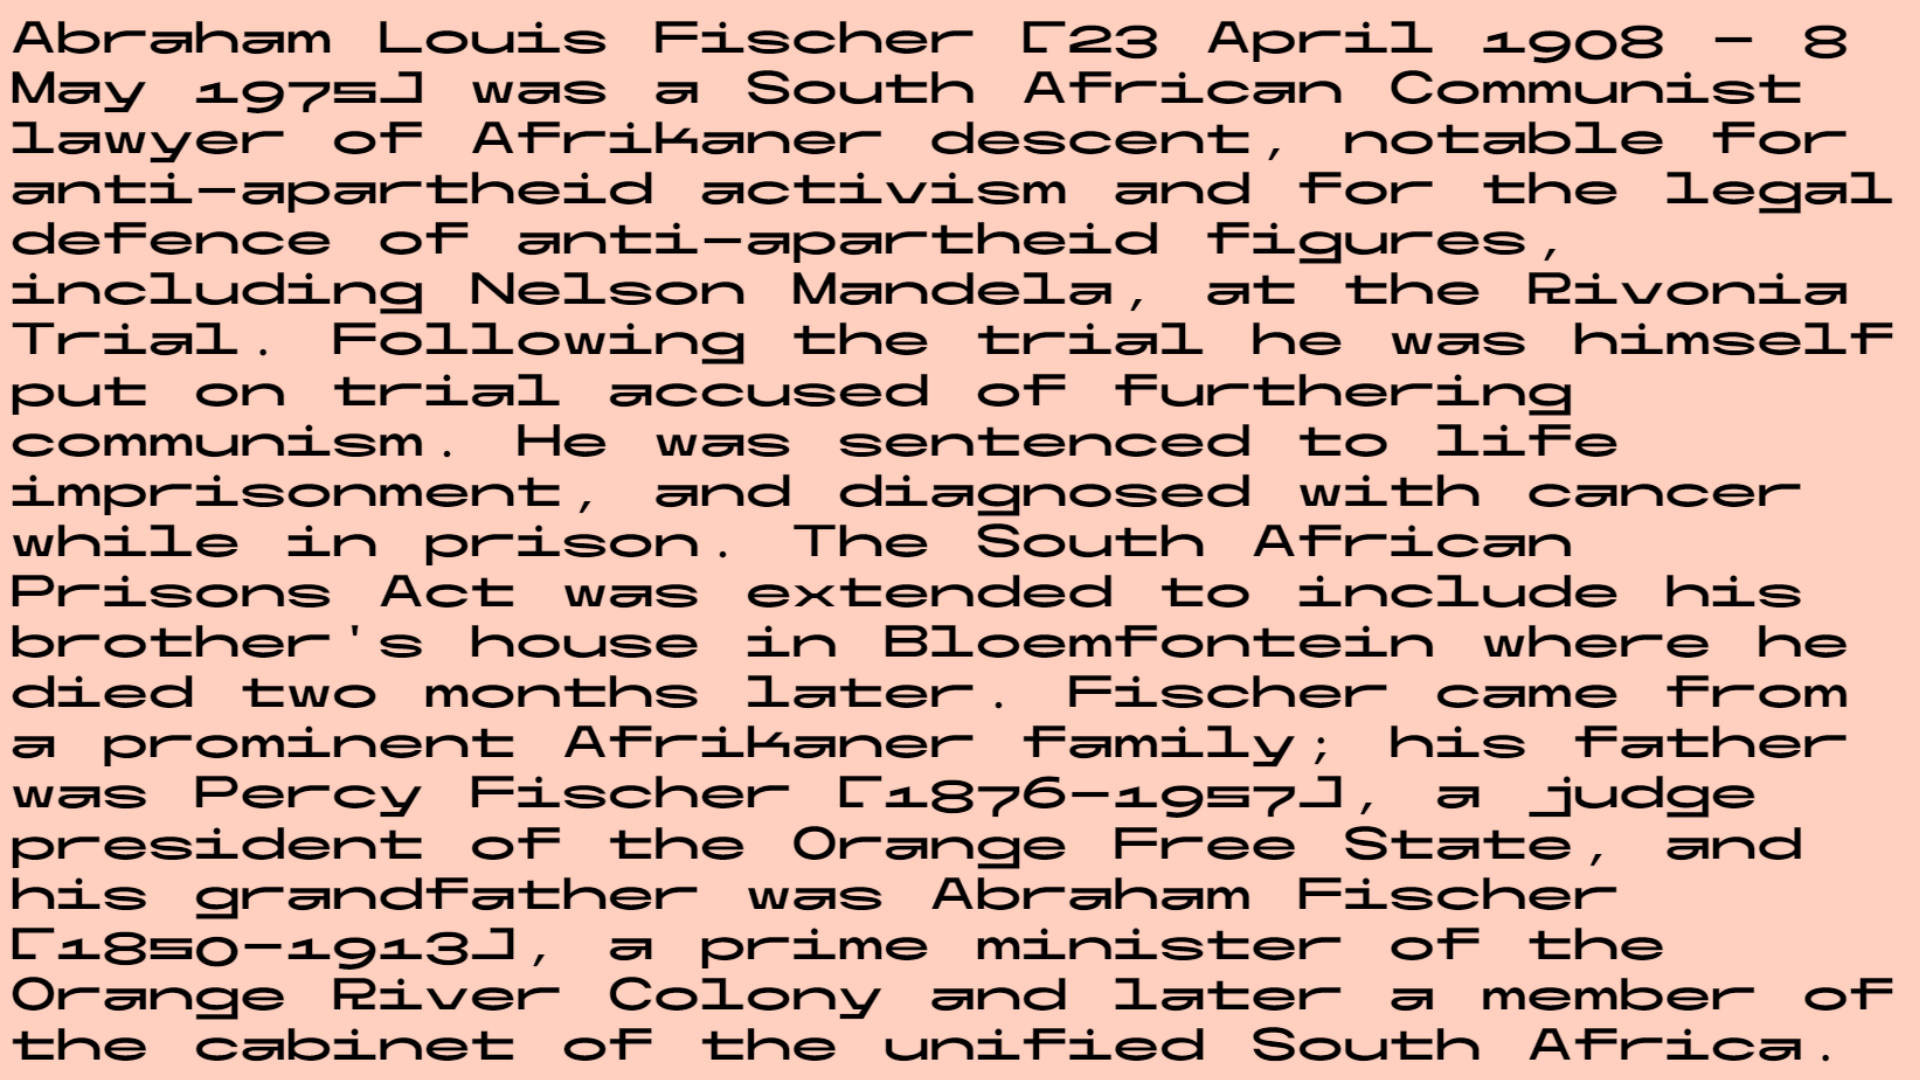 Abraham Louis Fischer [23 April 1908 – 8
May 1975] was a South African Communist
lawyer of Afrikaner descent, notable for
anti-apartheid activism and for the legal
defence of anti-apartheid figures,
including Nelson Mandela, at the Rivonia
Trial. Following the trial he was himself
put on trial accused of furthering
communism. He was sentenced to life
imprisonment, and diagnosed with cancer
while in prison. The South African
Prisons Act was extended to include his
brother's house in Bloemfontein where he
died two months later. Fischer came from
a prominent Afrikaner family; his father
was Percy Fischer [1876–1957], a judge
president of the Orange Free State, and
his grandfather was Abraham Fischer
[1850–1913], a prime minister of the
Orange River Colony and later a member of
the cabinet of the unified South Africa.